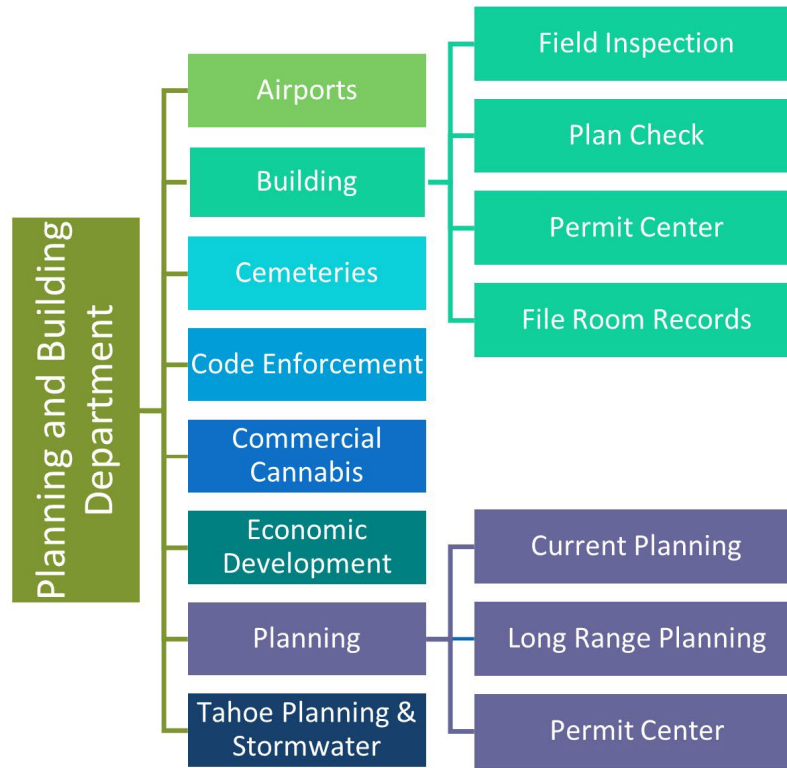 Planning and Building
Department
Airports
Building
Cemeteries
Code Enforcement
Commercial
Cannabis
Economic
Development
Planning
Tahoe Planning &
Stormwater
Field Inspection
Plan Check
Permit Center
File Room Records
Current Planning
Long Range Planning
Permit Center